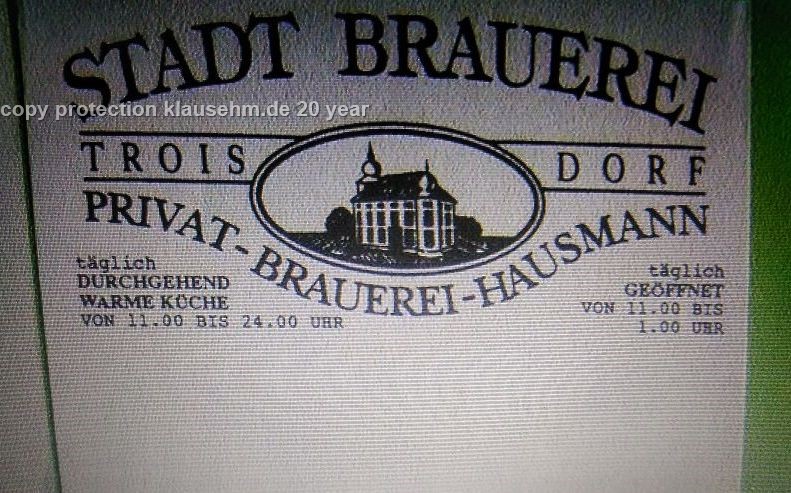 STADT BRAUEREI
copy protection klausehm.de 20 year
TROIS DORF
PRIVAT-BRAUEREI-HAUSMANN
täglich
DURCHGEHEND
WARME KÜCHE
VON 11.00 BIS 24.00 UHR
täglich
GEÖFFNET
VON 11.00 BIS
1.00 UHR